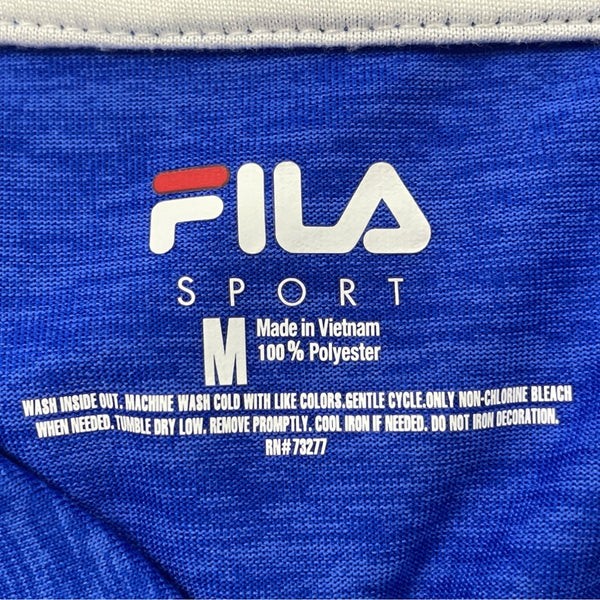 FILA
SPORT
M
Made in Vietnam
100% Polyester
WASH INSIDE OUT. MACHINE WASH COLD WITH LIKE COLORS.GENTLE CYCLE.ONLY NON-CHLORINE BLEACH
WHEN NEEDED. TUMBLE DRY LOW. REMOVE PROMPTLY. COOL IRON IF NEEDED. DO NOT IRON DECORATION.
RN#73277